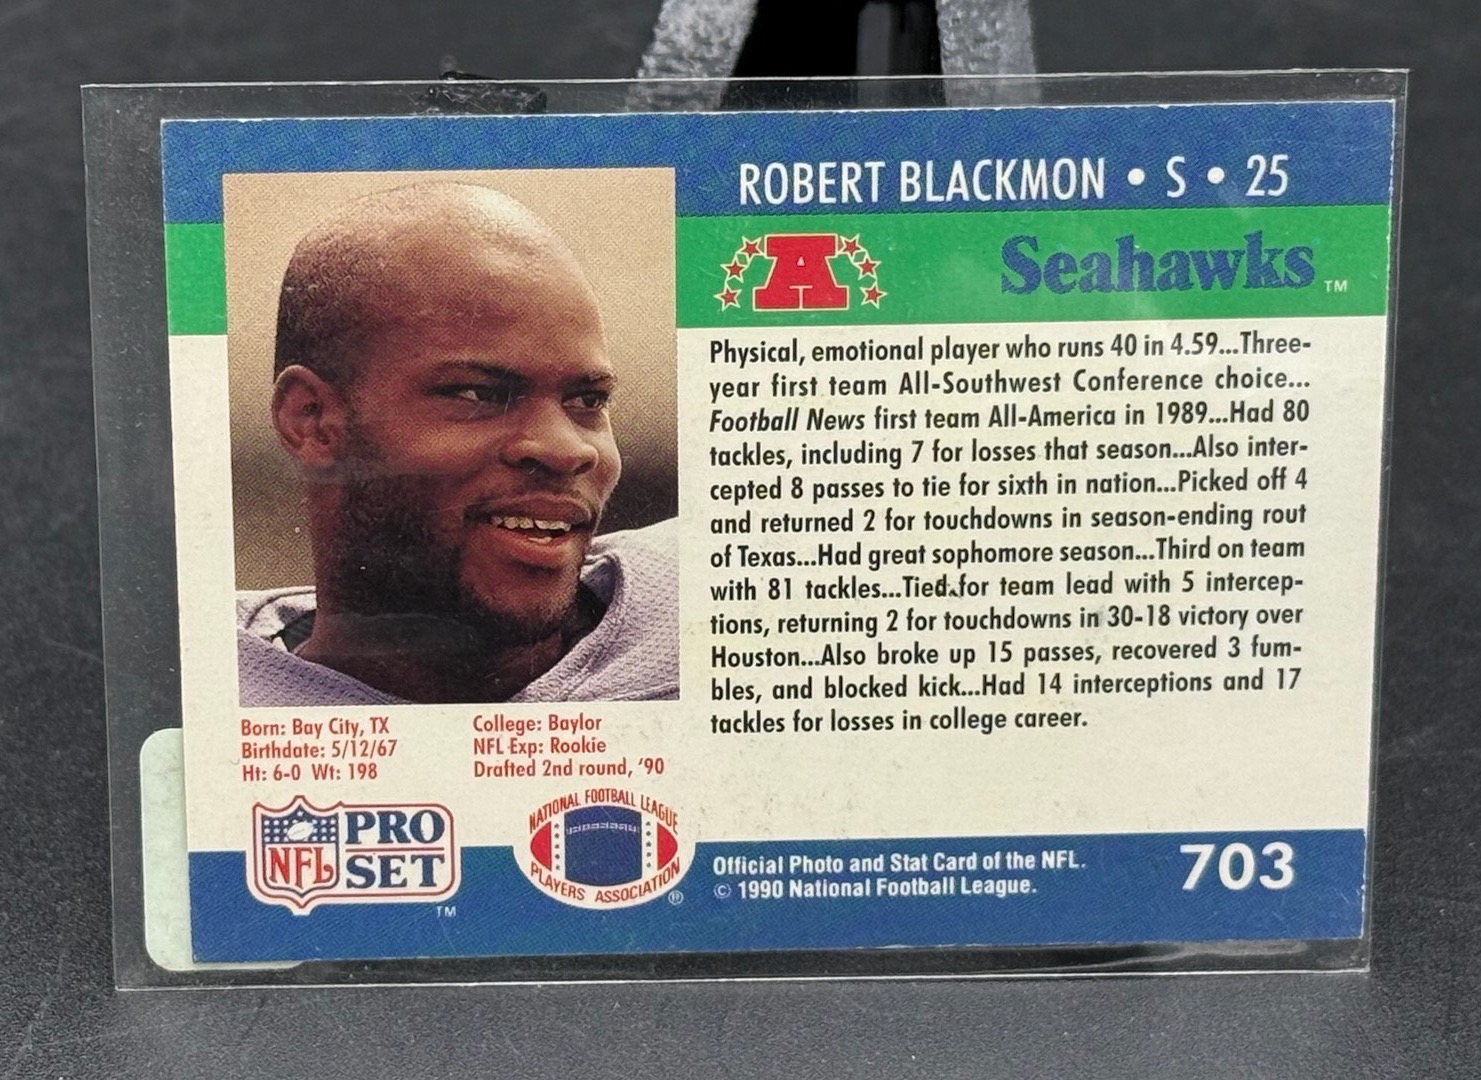 ROBERT BLACKMON • S • 25
A
Seahawks TM
Physical, emotional player who runs 40 in 4.59...Three-
year first team All-Southwest Conference choice...
Football News first team All-America in 1989...Had 80
tackles, including 7 for losses that season...Also inter-
cepted 8 passes to tie for sixth in nation...Picked off 4
and returned 2 for touchdowns in season-ending rout
of Texas...Had great sophomore season...Third on team
with 81 tackles...Tied for team lead with 5 intercep-
tions, returning 2 for touchdowns in 30-18 victory over
Houston...Also broke up 15 passes, recovered 3 fum-
bles, and blocked kick...Had 14 interceptions and 17
tackles for losses in college career.
Born: Bay City, TX
Birthdate: 5/12/67
Ht: 6-0 Wt: 198
College: Baylor
NFL Exp: Rookie
Drafted 2nd round, '90
NFL
PRO
SET
TM
NATIONAL FOOTBALL LEAGUE
PLAYERS ASSOCIATION ®
Official Photo and Stat Card of the NFL.
© 1990 National Football League.
703